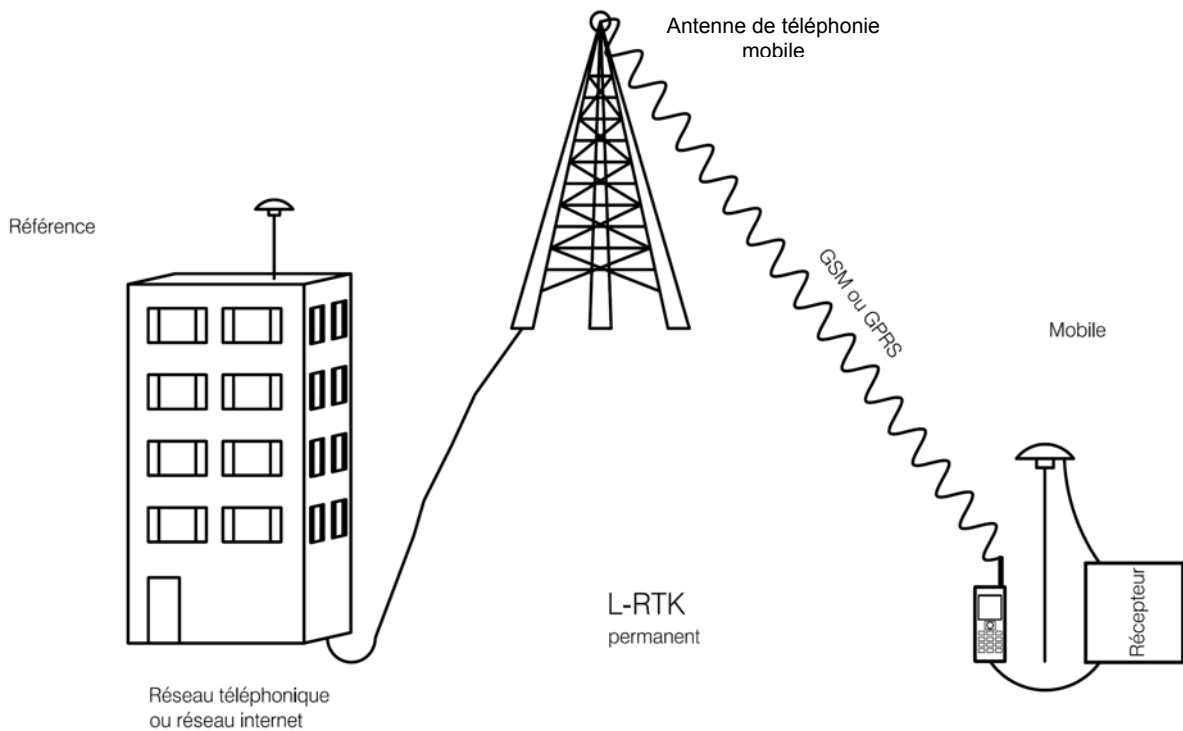 Antenne de téléphonie
mobile
Référence
GSM ou GPRS
Mobile
L-RTK
permanent
Récepteur
Réseau téléphonique
ou réseau internet